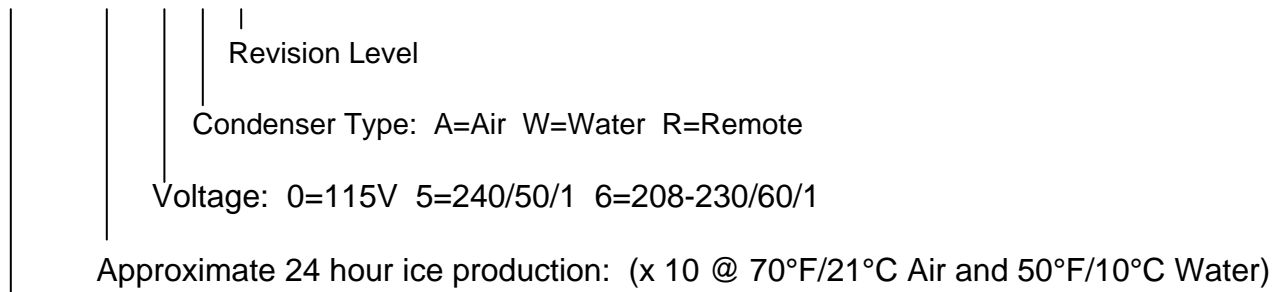 Revision Level
Condenser Type: A=Air W=Water R=Remote
Voltage: 0=115V 5=240/50/1 6=208-230/60/1
Approximate 24 hour ice production: (x 10 @ 70°F/21°C Air and 50°F/10°C Water)